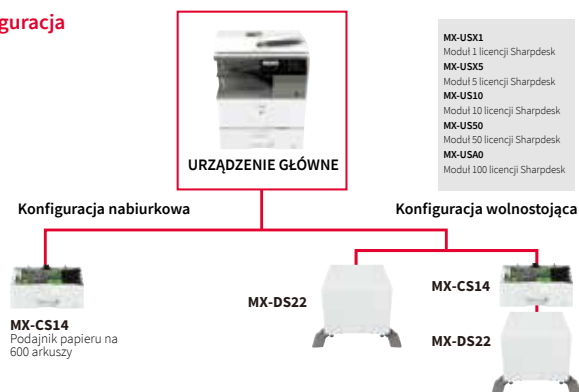 guracja
URZĄDZENIE GŁÓWNE
MX-USX1
Moduł 1 licencji Sharpdesk
MX-USX5
Moduł 5 licencji Sharpdesk
MX-US10
Moduł 10 licencji Sharpdesk
MX-US50
Moduł 50 licencji Sharpdesk
MX-USA0
Moduł 100 licencji Sharpdesk
Konfiguracja nabiurkowa
Konfiguracja wolnostojąca
MX-CS14
Podajnik papieru na
600 arkuszy
MX-DS22
MX-CS14
MX-DS22